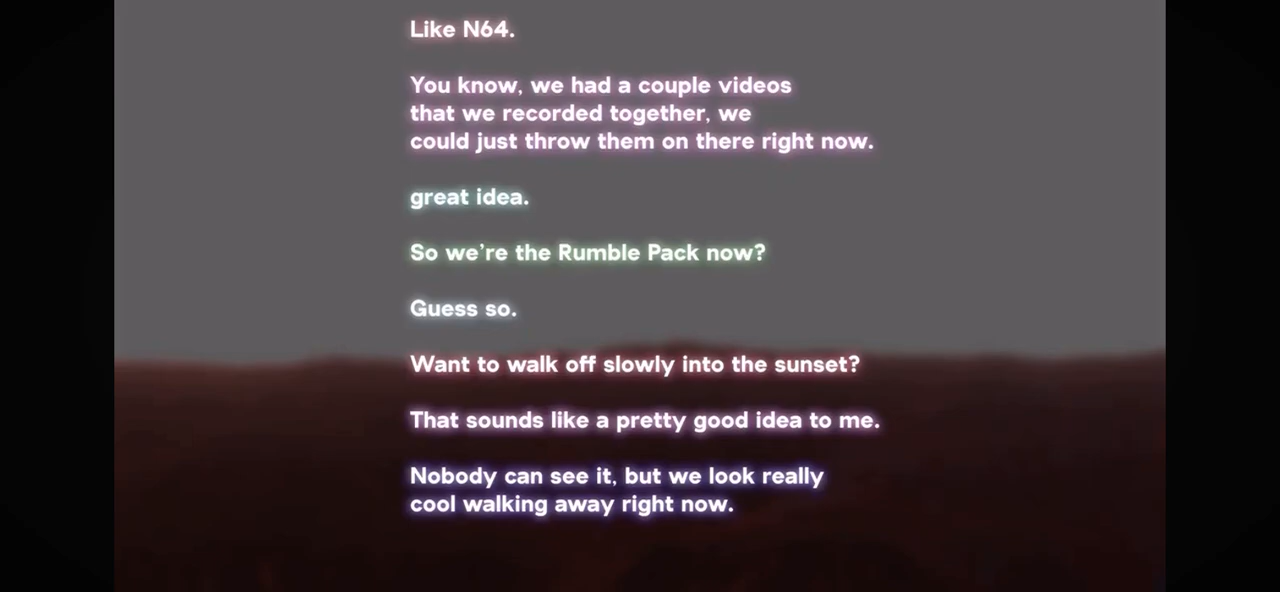 Like N64.
You know, we had a couple videos
that we recorded together, we
could just throw them on there right now.
great idea.
So we’re the Rumble Pack now?
Guess so.
Want to walk off slowly into the sunset?
That sounds like a pretty good idea to me.
Nobody can see it, but we look really
cool walking away right now.